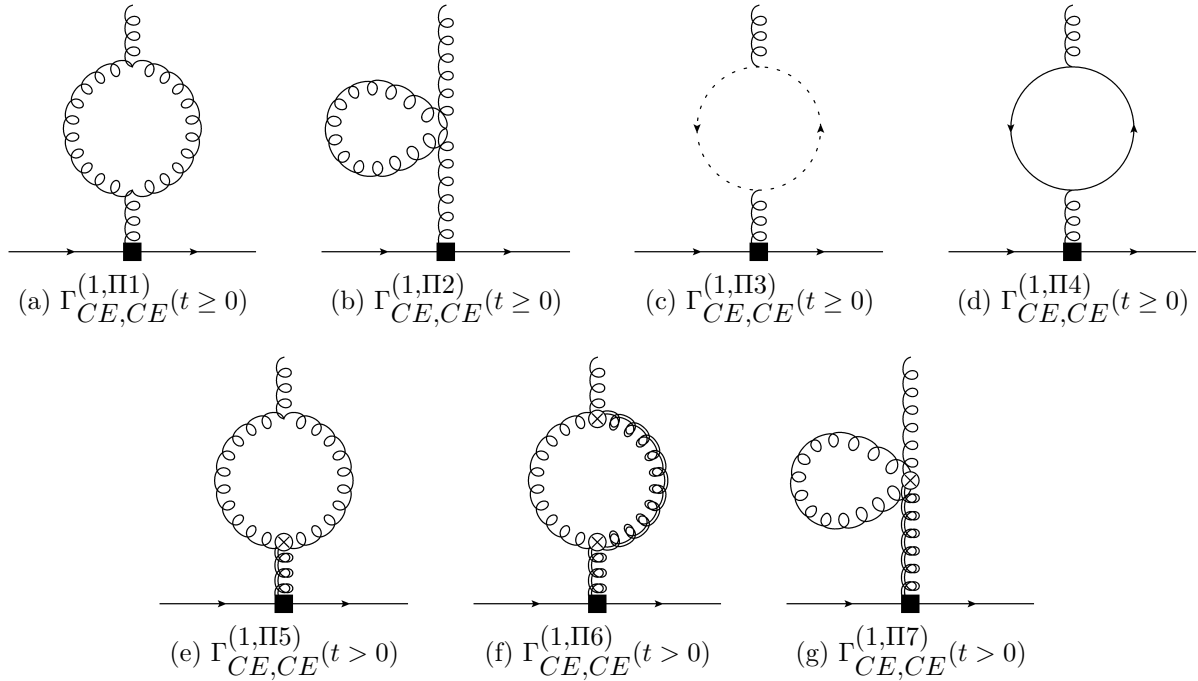 (a) Γ^{(1,Π1)}_{CE,CE}(t ≥ 0)
(b) Γ^{(1,Π2)}_{CE,CE}(t ≥ 0)
(c) Γ^{(1,Π3)}_{CE,CE}(t ≥ 0)
(d) Γ^{(1,Π4)}_{CE,CE}(t ≥ 0)
(e) Γ^{(1,Π5)}_{CE,CE}(t > 0)
(f) Γ^{(1,Π6)}_{CE,CE}(t > 0)
(g) Γ^{(1,Π7)}_{CE,CE}(t > 0)